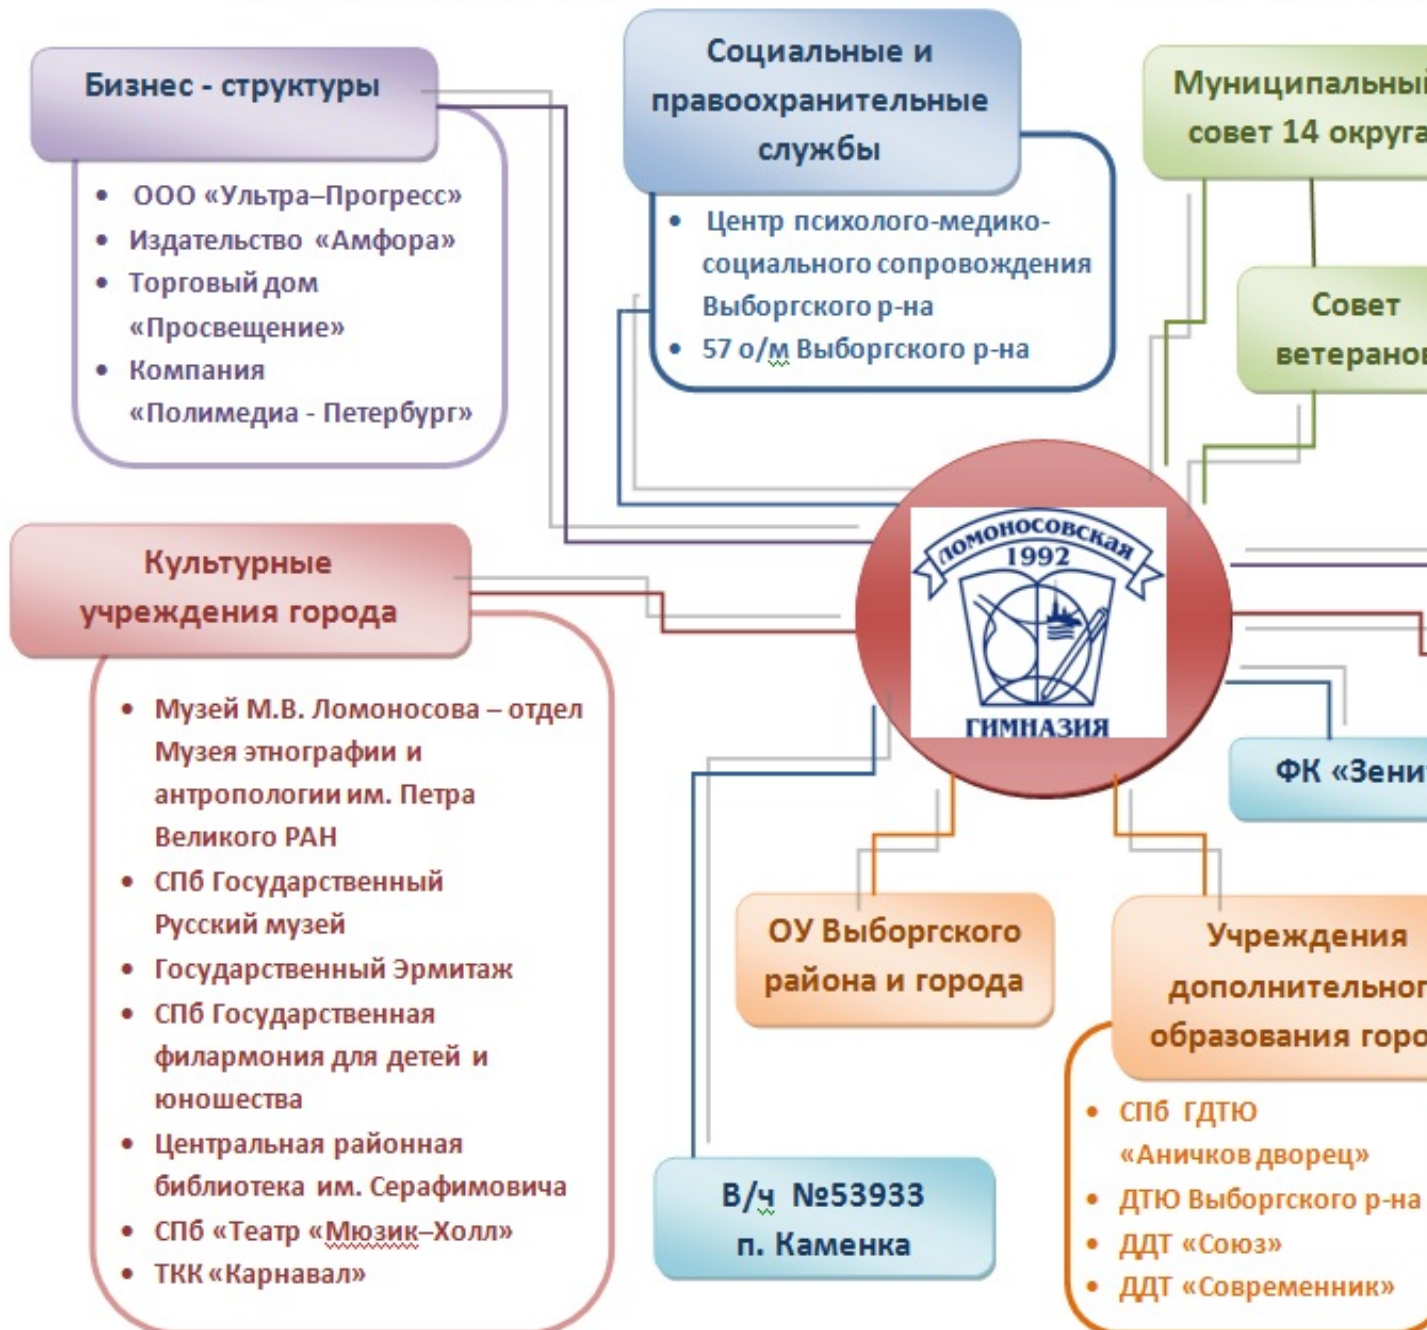 Бизнес - структуры
ООО «Ультра–Прогресс»
Издательство «Амфора»
Торговый дом
«Просвещение»
Компания
«Полимедиа - Петербург»
Социальные и
правоохранительные
службы
Центр психолого-медико-
социального сопровождения
Выборгского р-на
57 о/м Выборгского р-на
Муниципальный
совет 14 округа
Совет
ветеранов
Культурные
учреждения города
Музей М.В. Ломоносова – отдел
Музея этнографии и
антропологии им. Петра
Великого РАН
СПб Государственный
Русский музей
Государственный Эрмитаж
СПб Государственная
филармония для детей и
юношества
Центральная районная
библиотека им. Серафимовича
СПб «Театр «Мюзик–Холл»
ТКК «Карнавал»
ЛОМОНОСОВСКАЯ
1992
ГИМНАЗИЯ
ФК «Зени
ОУ Выборгского
района и города
Учреждения
дополнительног
образования горо
СПб ГДТЮ
«Аничков дворец»
ДТЮ Выборгского р-на
ДДТ «Союз»
ДДТ «Современник»
В/ч №53933
п. Каменка